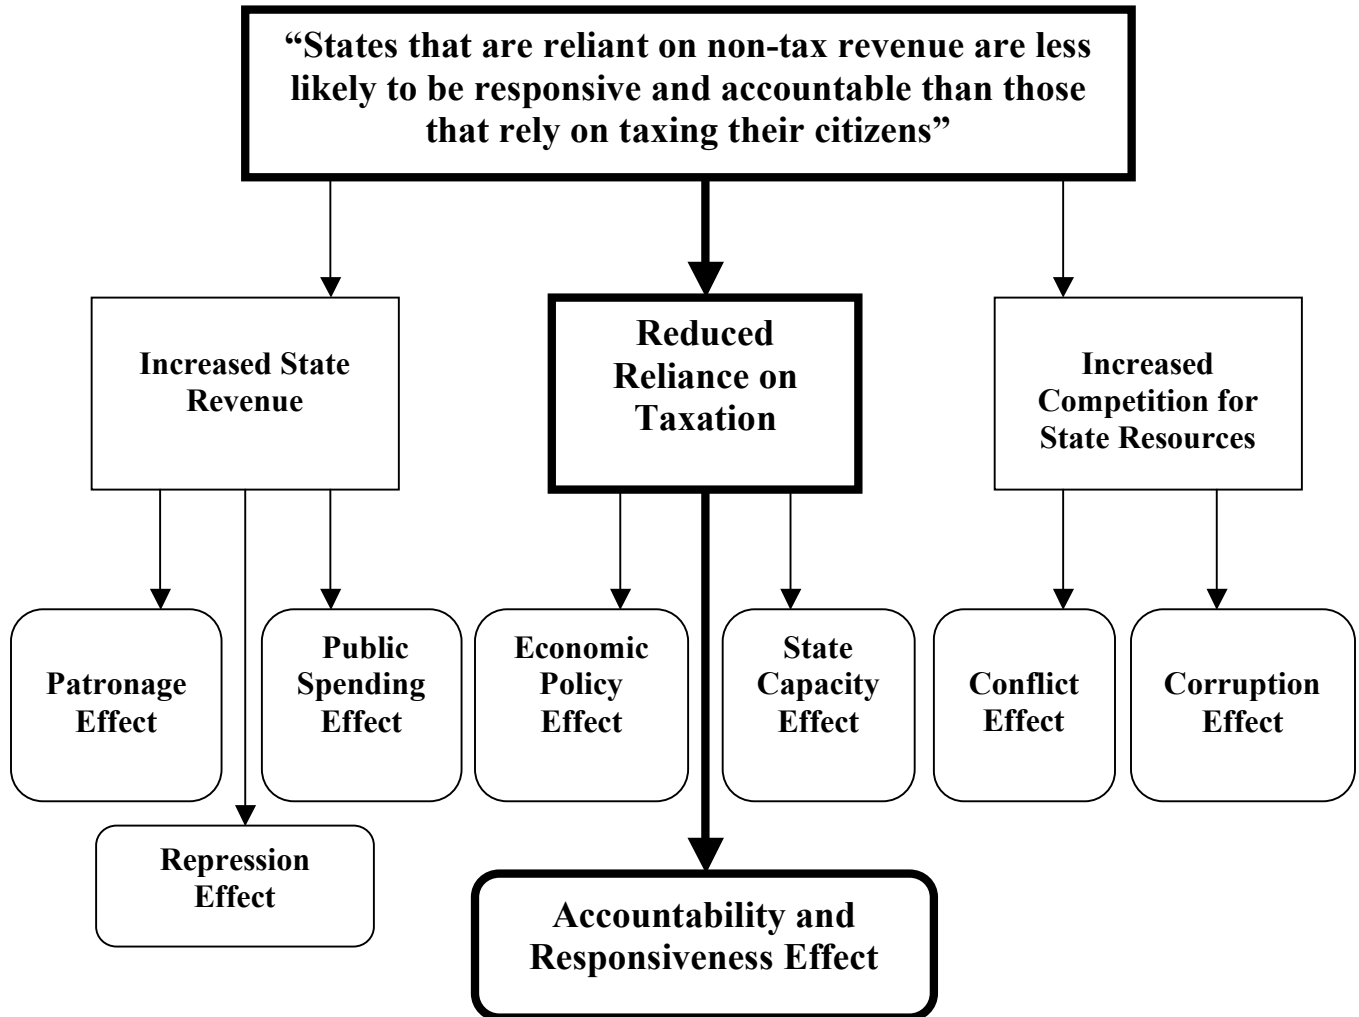 “States that are reliant on non-tax revenue are less
likely to be responsive and accountable than those
that rely on taxing their citizens”
Increased State
Revenue
Reduced
Reliance on
Taxation
Increased
Competition for
State Resources
Patronage
Effect
Public
Spending
Effect
Economic
Policy
Effect
State
Capacity
Effect
Conflict
Effect
Corruption
Effect
Repression
Effect
Accountability and
Responsiveness Effect